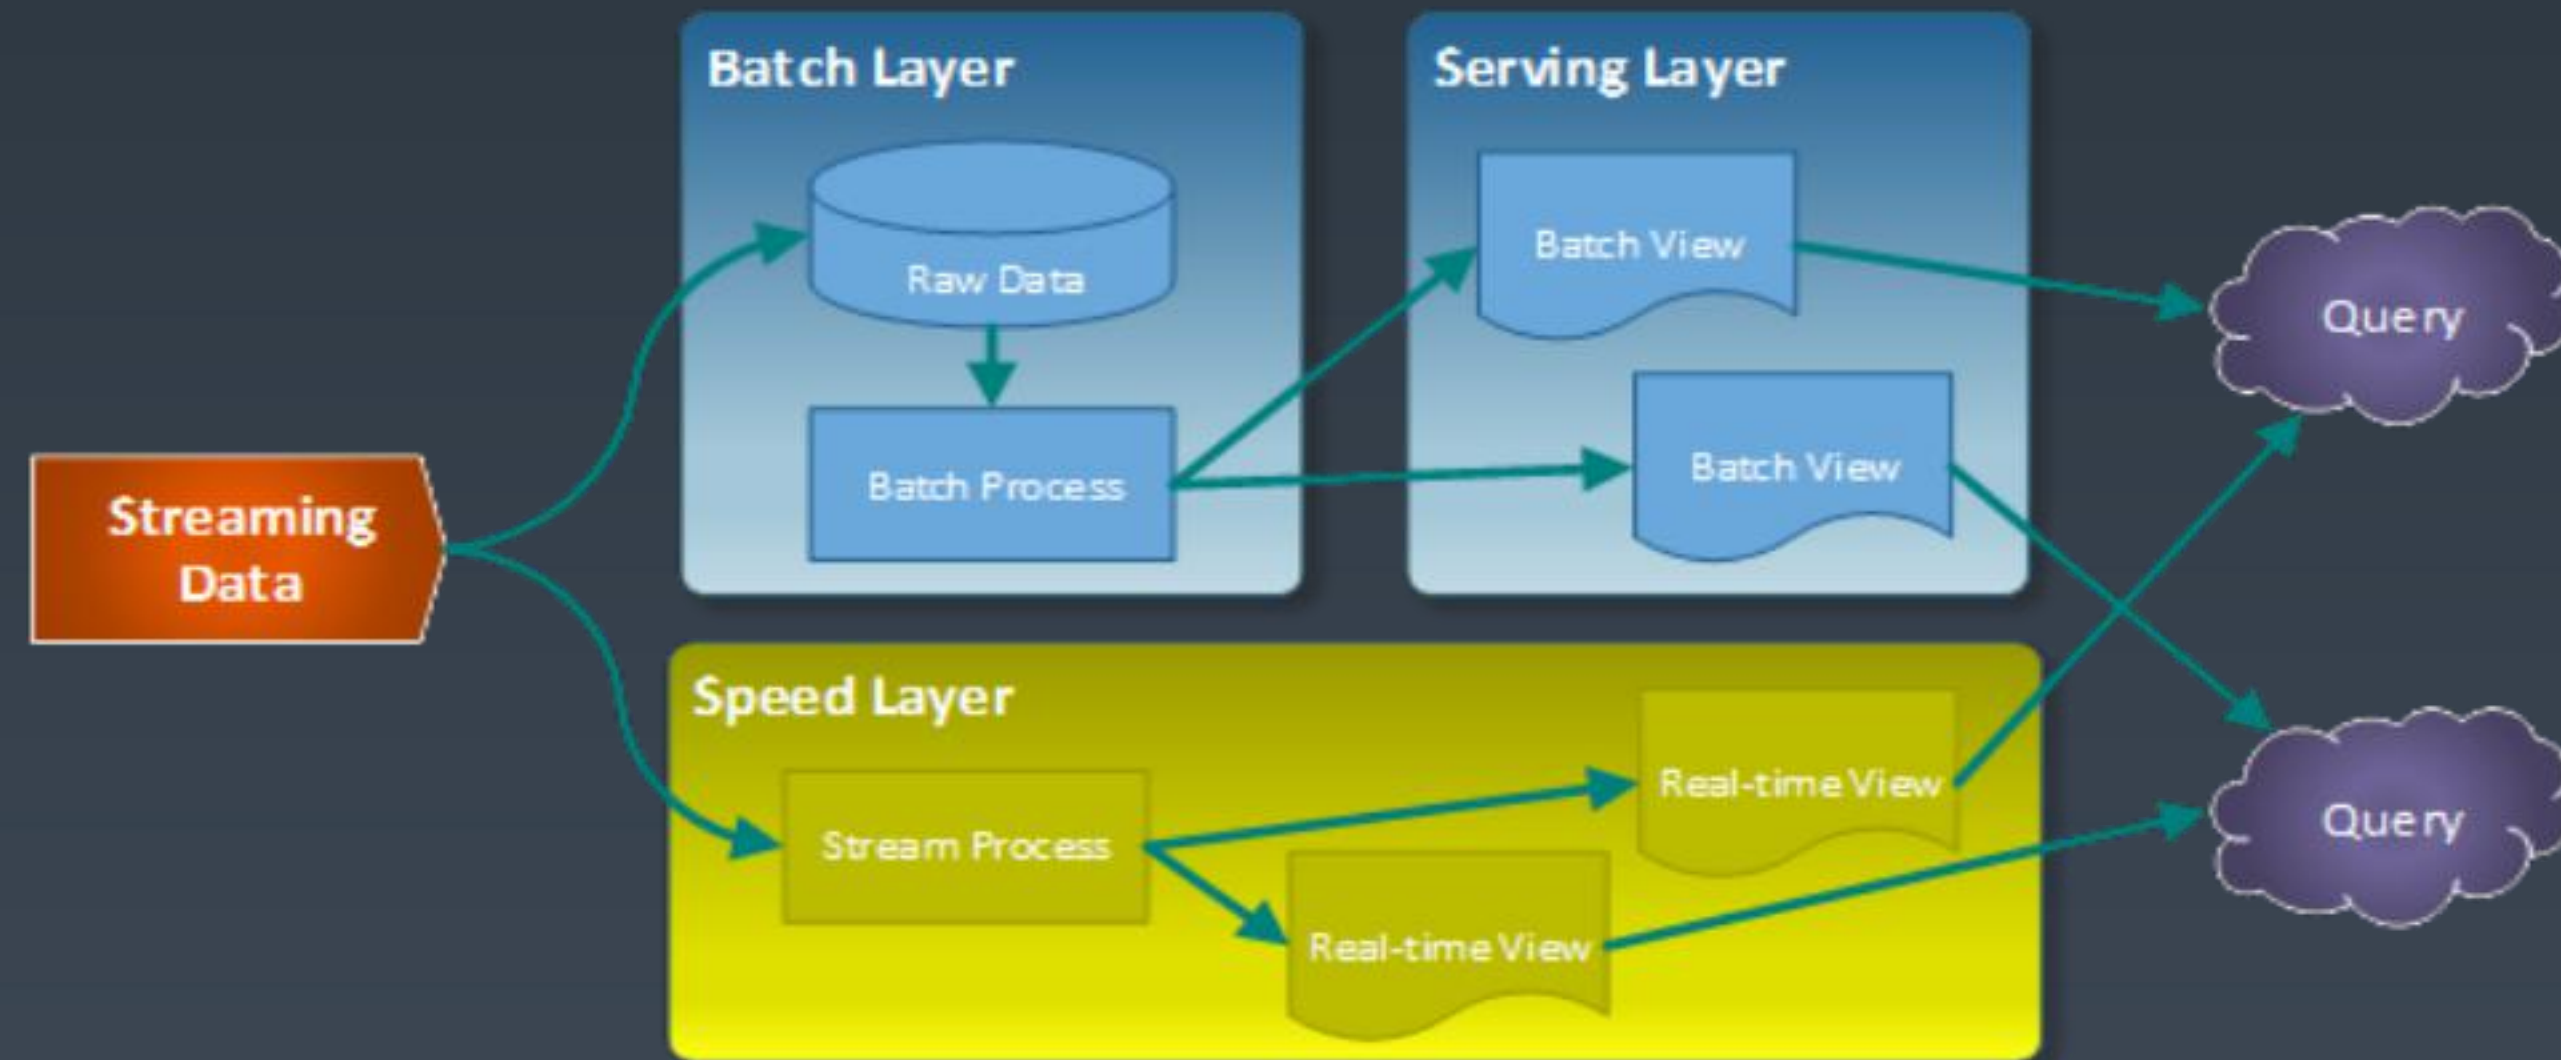 Batch Layer
Serving Layer
Raw Data
Batch View
Query
Batch Process
Batch View
Streaming
Data
Speed Layer
Real-time View
Stream Process
Real-time View
Query